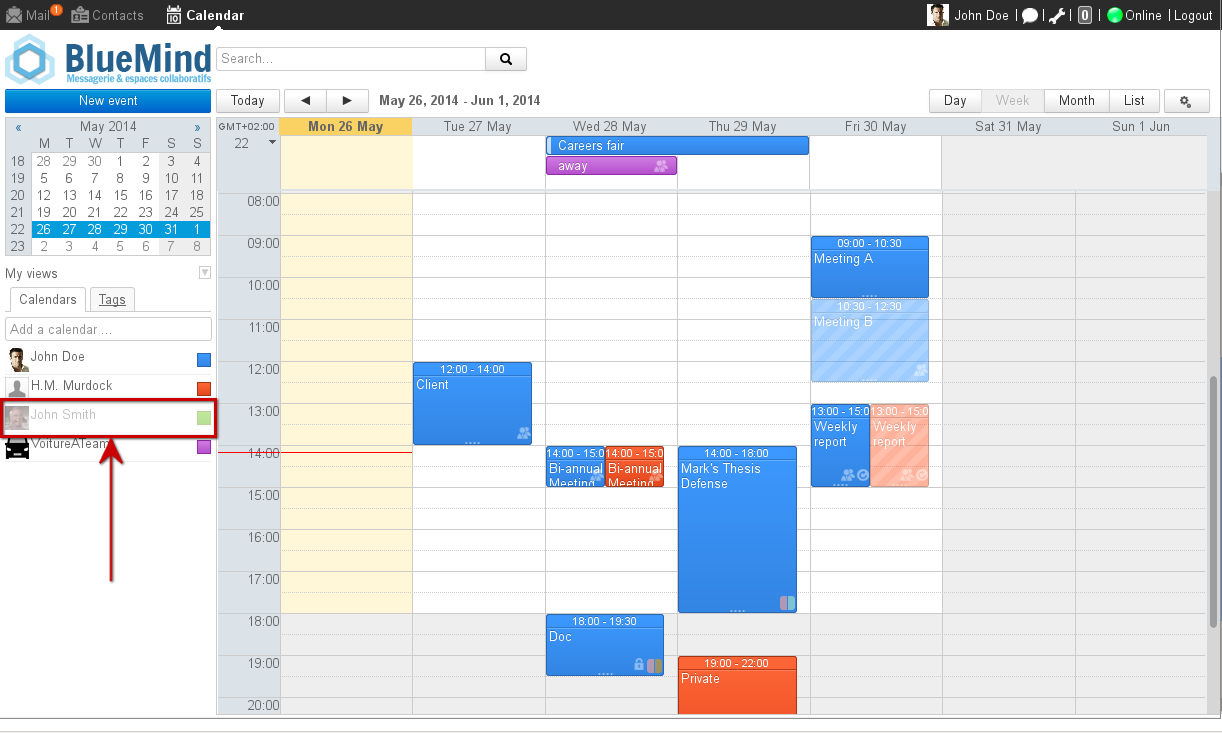 Mail 1 Contacts 10 Calendar John Doe | | | 0 | Online | Logout
BlueMind
Messagerie & espaces collaboratifs
Search...
New event Today ◄ ► May 26, 2014 - Jun 1, 2014 Day Week Month List
« May 2014 »
M T W T F S S
18 28 29 30 1 2 3 4
19 5 6 7 8 9 10 11
20 12 13 14 15 16 17 18
21 19 20 21 22 23 24 25
22 26 27 28 29 30 31 1
23 2 3 4 5 6 7 8
My views
Calendars Tags
Add a calendar ...
John Doe
H.M. Murdock
John Smith
VoitureATeam
GMT+02:00 Mon 26 May Tue 27 May Wed 28 May Thu 29 May Fri 30 May Sat 31 May Sun 1 Jun
22
Careers fair
away
08:00
09:00
10:00
11:00
12:00
13:00
14:00
15:00
16:00
17:00
18:00
19:00
20:00
12:00 - 14:00
Client
14:00 - 15:0
Bi-annual
Meeting
14:00 - 15:0
Bi-annual
Meeting
18:00 - 19:30
Doc
14:00 - 18:00
Mark's Thesis
Defense
19:00 - 22:00
Private
09:00 - 10:30
Meeting A
10:30 - 12:30
Meeting B
13:00 - 15:0
Weekly
report
13:00 - 15:0
Weekly
report